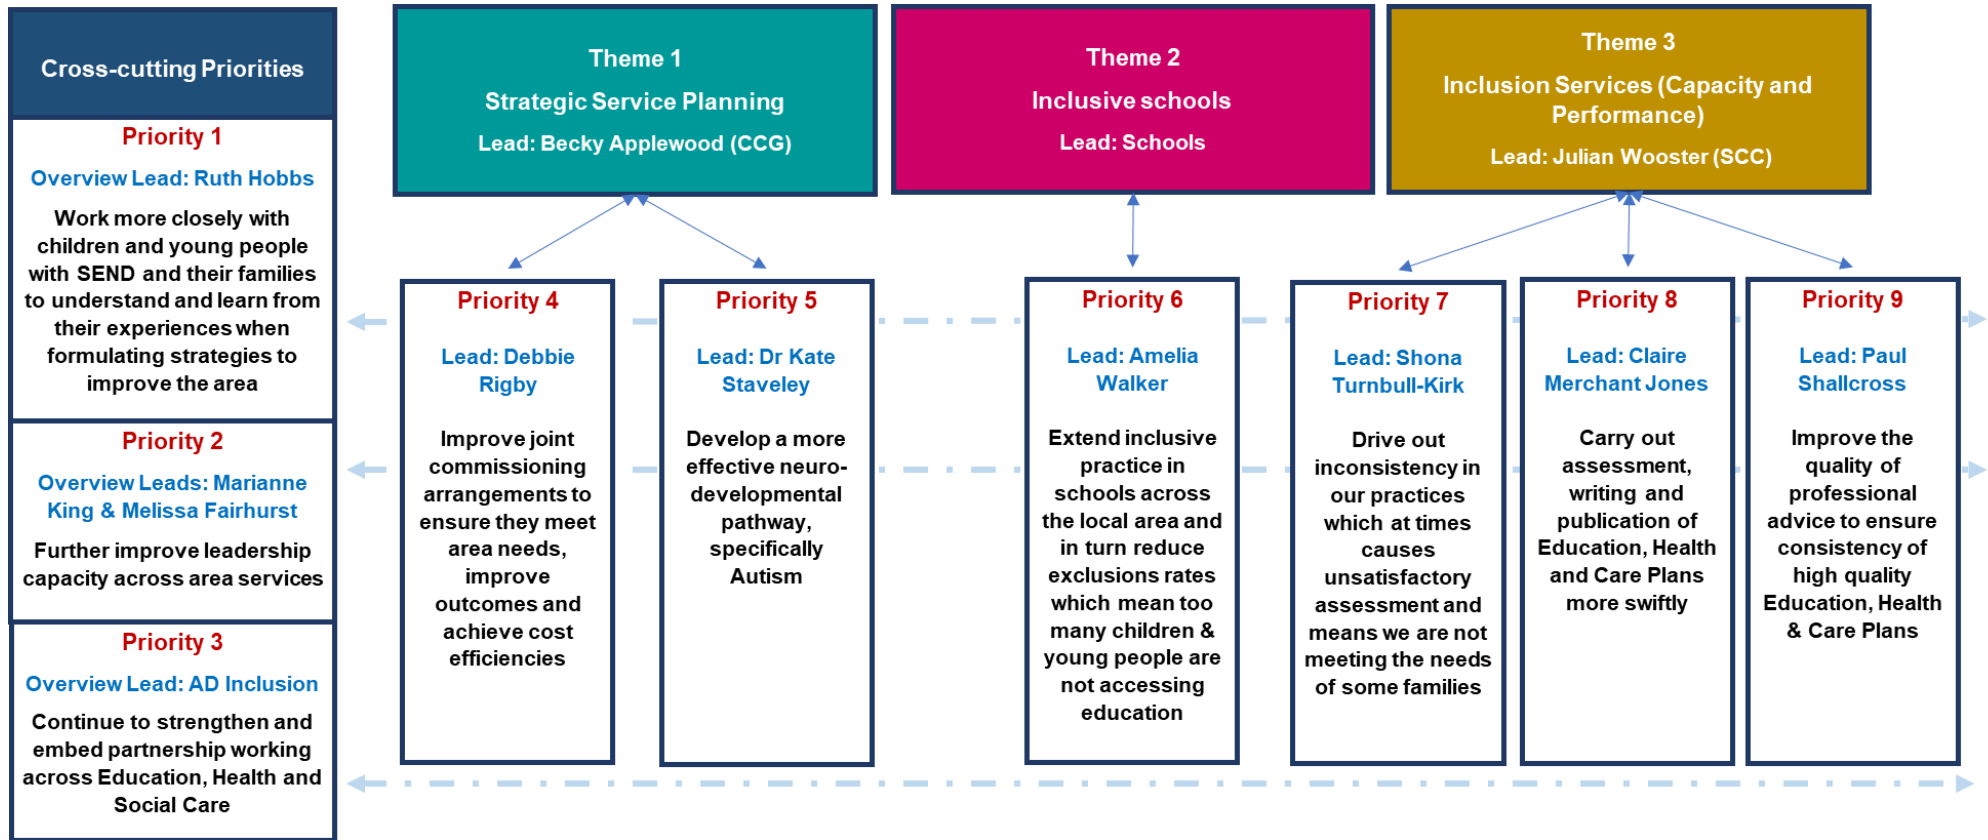 Cross-cutting Priorities
Priority 1
Overview Lead: Ruth Hobbs
Work more closely with
children and young people
with SEND and their families
to understand and learn from
their experiences when
formulating strategies to
improve the area
Priority 2
Overview Leads: Marianne
King & Melissa Fairhurst
Further improve leadership
capacity across area services
Priority 3
Overview Lead: AD Inclusion
Continue to strengthen and
embed partnership working
across Education, Health and
Social Care
Theme 1
Strategic Service Planning
Lead: Becky Applewood (CCG)
Theme 2
Inclusive schools
Lead: Schools
Theme 3
Inclusion Services (Capacity and
Performance)
Lead: Julian Wooster (SCC)
Priority 4
Lead: Debbie
Rigby
Improve joint
commissioning
arrangements to
ensure they meet
area needs,
improve
outcomes and
achieve cost
efficiencies
Priority 5
Lead: Dr Kate
Staveley
Develop a more
effective neuro-
developmental
pathway,
specifically
Autism
Priority 6
Lead: Amelia
Walker
Extend inclusive
practice in
schools across
the local area and
in turn reduce
exclusions rates
which mean too
many children &
young people are
not accessing
education
Priority 7
Lead: Shona
Turnbull-Kirk
Drive out
inconsistency in
our practices
which at times
causes
unsatisfactory
assessment and
means we are not
meeting the needs
of some families
Priority 8
Lead: Claire
Merchant Jones
Carry out
assessment,
writing and
publication of
Education, Health
and Care Plans
more swiftly
Priority 9
Lead: Paul
Shallcross
Improve the
quality of
professional
advice to ensure
consistency of
high quality
Education, Health
& Care Plans